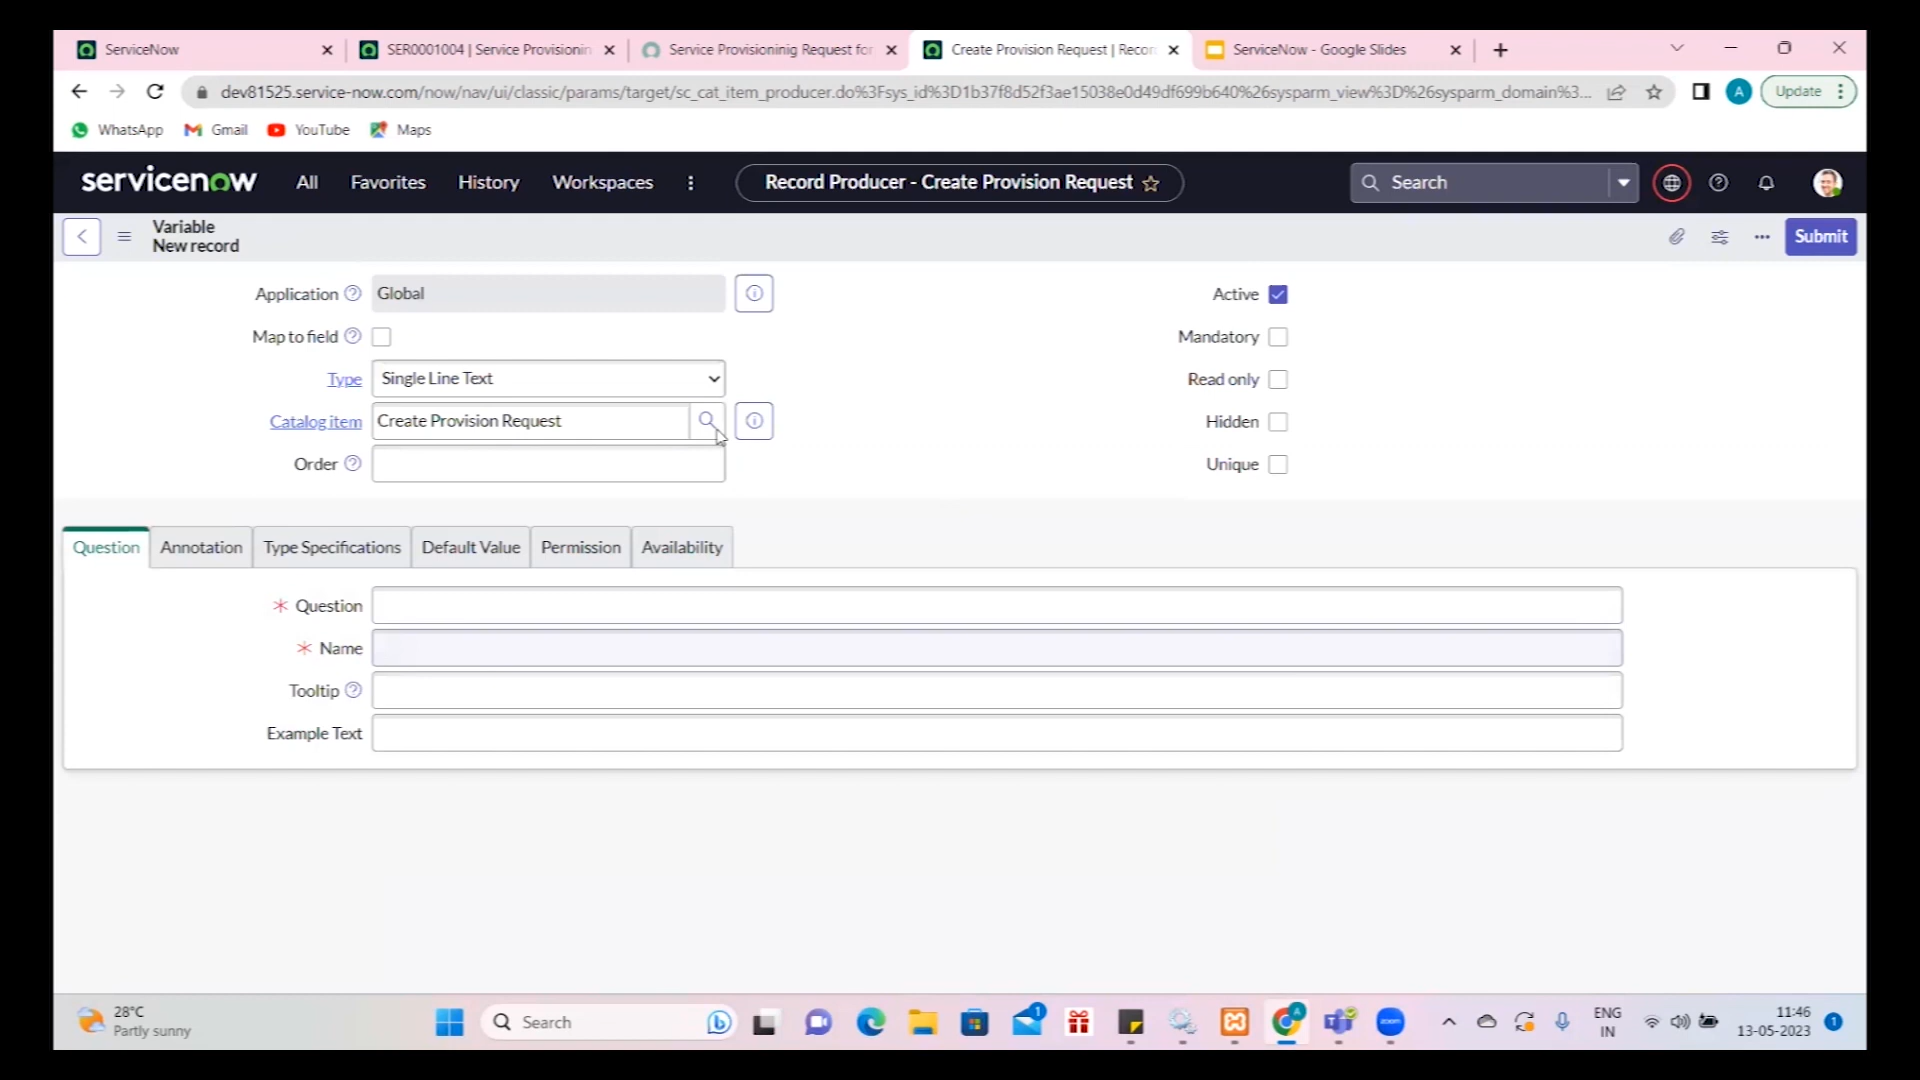 ServiceNow
SER0001004 | Service Provisionin
Service Provisioninig Request for
Create Provision Request | Recor
ServiceNow - Google Slides
dev81525.service-now.com/now/nav/ui/classic/params/target/sc_cat_item_producer.do%3Fsys_id%3D1b37f8d52f3ae15038e0d49df699b640%26sysparm_view%3D%26sysparm_domain%3...
A
Update
WhatsApp
Gmail
YouTube
Maps
servicenow
All
Favorites
History
Workspaces
Record Producer - Create Provision Request
Search
Variable
New record
Submit
Application
Global
Active
Map to field
Mandatory
Type
Single Line Text
Read only
Catalog item
Create Provision Request
Hidden
Order
Unique
Question
Annotation
Type Specifications
Default Value
Permission
Availability
* Question
* Name
Tooltip
Example Text
28°C
Partly sunny
Search
1
A
zoom
ENG
IN
11:46
13-05-2023
1